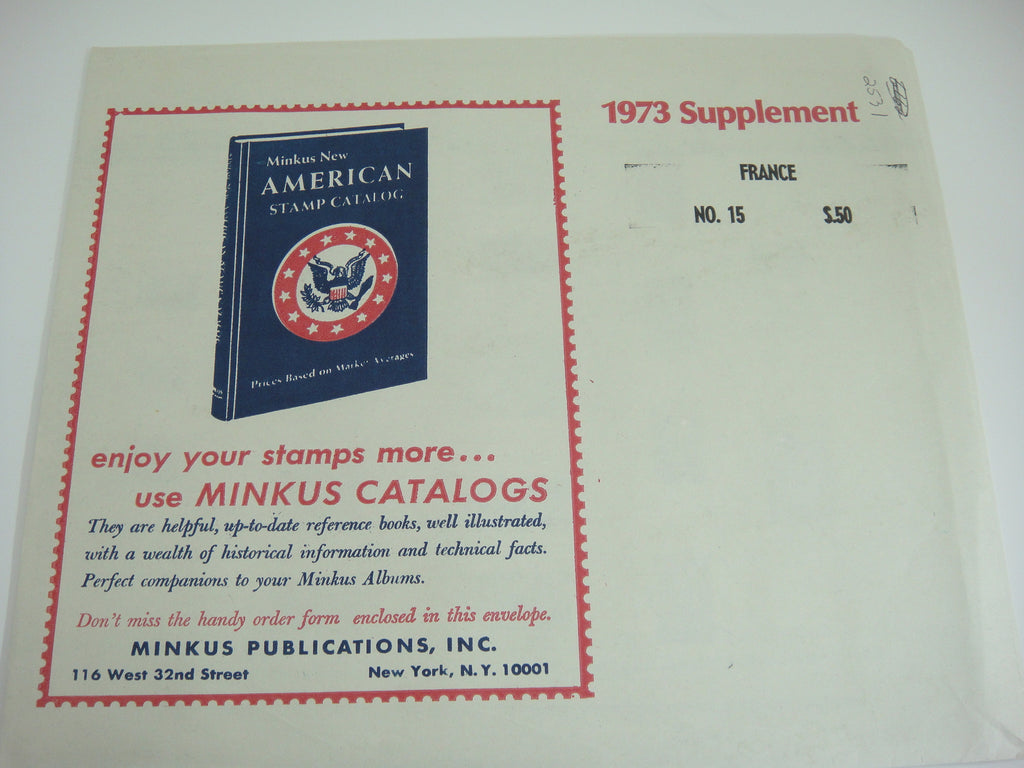 1973 Supplement
FRANCE
NO. 15 $.50
2531
Minkus New
AMERICAN
STAMP CATALOG
Prices Based on Market Averages
enjoy your stamps more...
use MINKUS CATALOGS
They are helpful, up-to-date reference books, well illustrated,
with a wealth of historical information and technical facts.
Perfect companions to your Minkus Albums.
Don't miss the handy order form enclosed in this envelope.
MINKUS PUBLICATIONS, INC.
116 West 32nd Street New York, N.Y. 10001